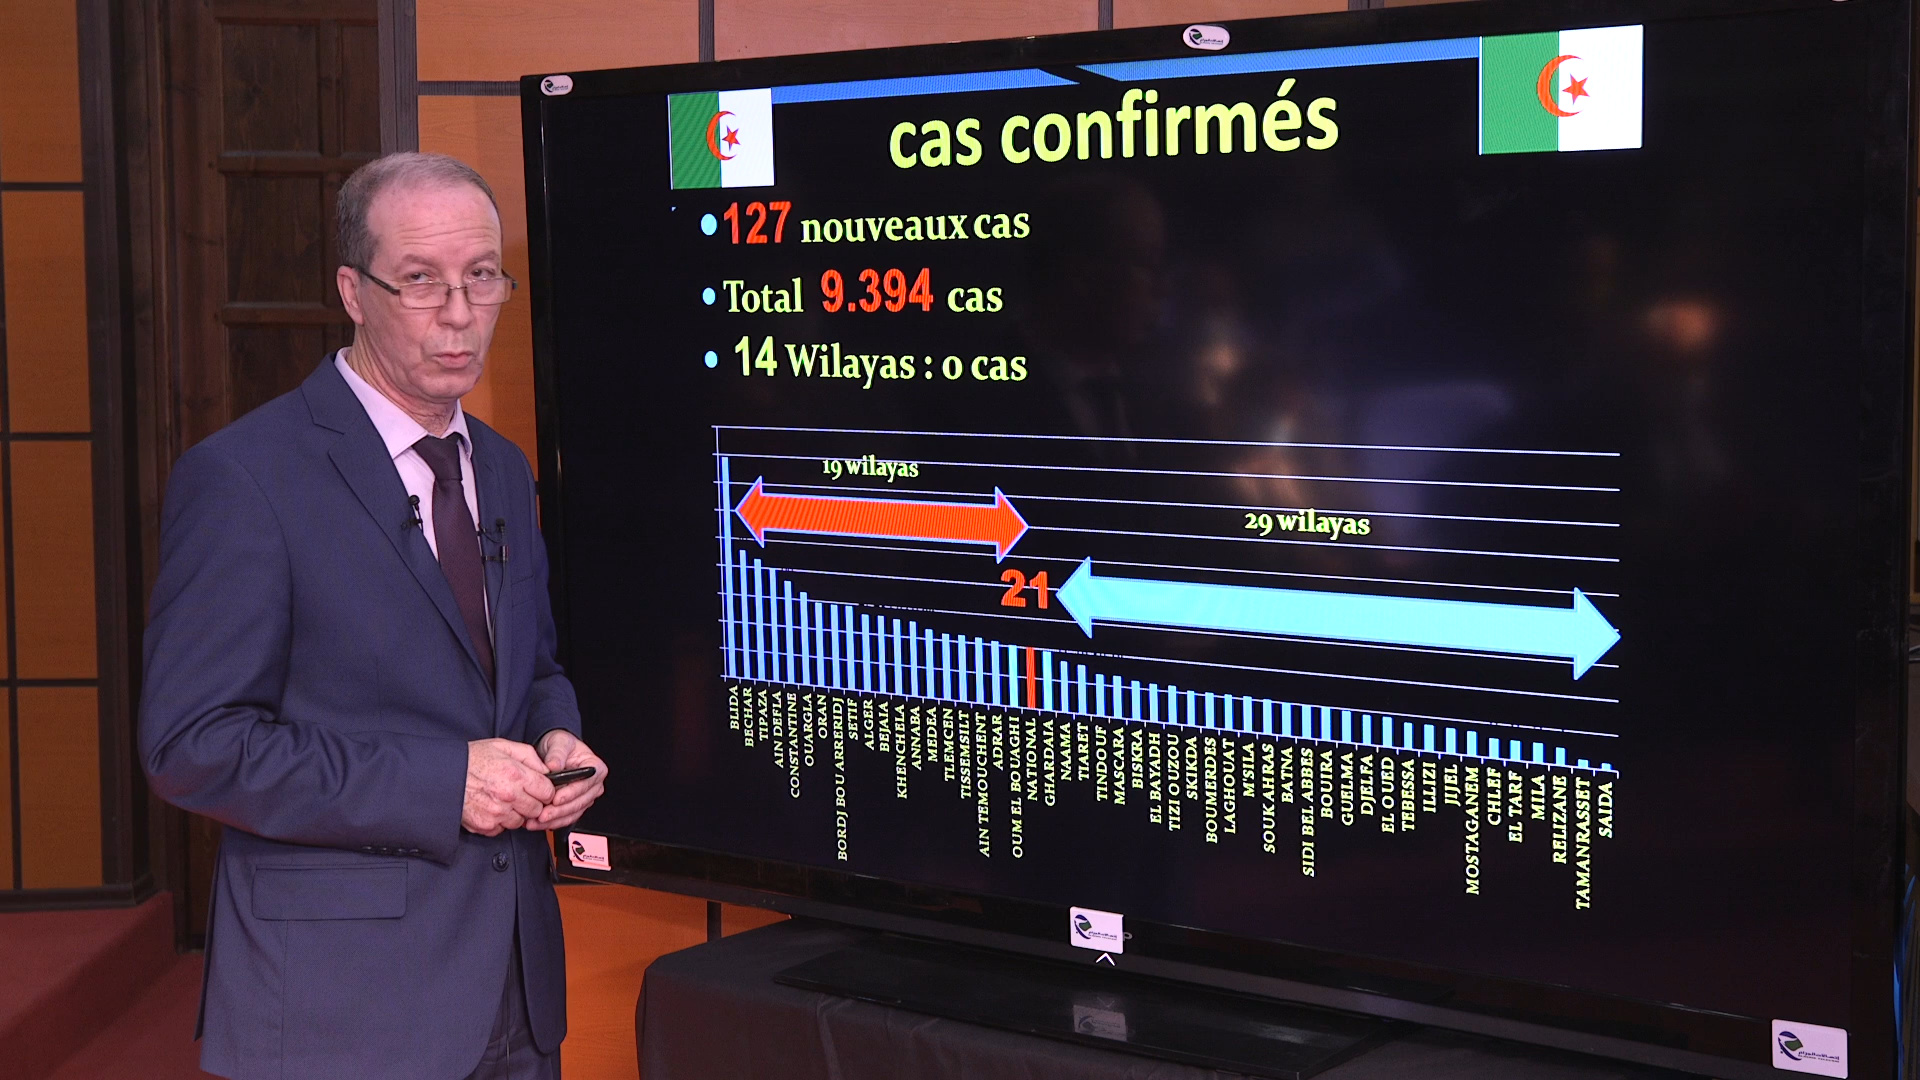 cas confirmés
127 nouveaux cas
Total 9.394 cas
14 Wilayas : 0 cas
19 wilayas
29 wilayas
21
BLIDA
BECHAR
TIPAZA
AIN DEFLA
CONSTANTINE
OUARGLA
ORAN
BORDJ BOU ARRERIDJ
SETIF
ALGER
BEJAIA
KHENCHELA
ANNABA
MEDEA
TLEMCEN
TISSEMSILT
AIN TEMOUCHENT
ADRAR
OUM EL BOUAGHI
NATIONAL
GHARDAIA
NAAMA
TIARET
TINDOUF
MASCARA
BISKRA
EL BAYADH
TIZI OUZOU
SKIKDA
BOUMERDES
LAGHOUAT
M'SILA
SOUK AHRAS
BATNA
SIDI BEL ABBES
BOUIRA
GUELMA
DJELFA
EL OUED
TEBESSA
ILLIZI
JIJEL
MOSTAGANEM
CHLEF
EL TARF
MILA
RELIZANE
TAMANRASSET
SAIDA